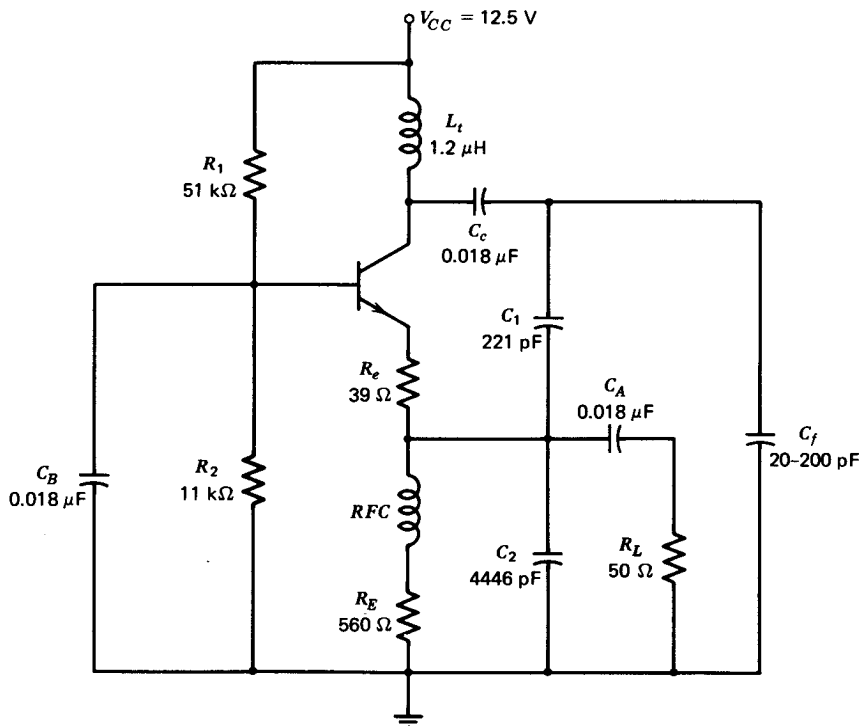 V_CC = 12.5 V
L_t
1.2 μH
R_1
51 kΩ
C_c
0.018 μF
C_1
221 pF
R_e
39 Ω
C_A
0.018 μF
C_f
20-200 pF
C_B
0.018 μF
R_2
11 kΩ
RFC
C_2
4446 pF
R_L
50 Ω
R_E
560 Ω